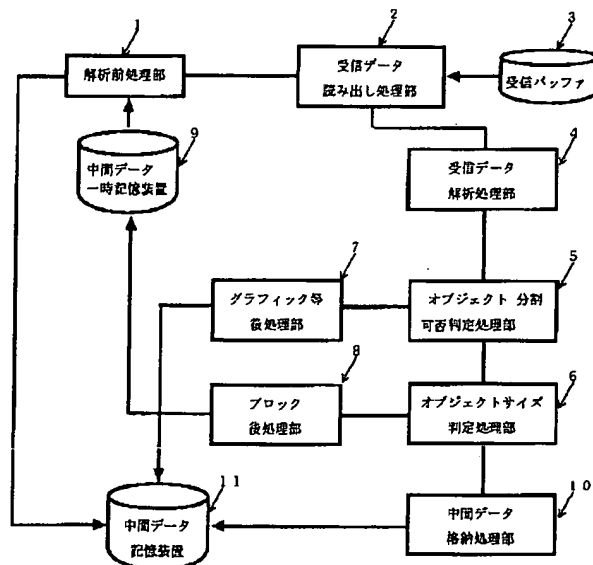 1
解析前処理部
2
受信データ
読み出し処理部
3
受信バッファ
9
中間データ
一時記憶装置
4
受信データ
解析処理部
7
グラフィック等
後処理部
5
オブジェクト 分割
可否判定処理部
8
ブロック
後処理部
6
オブジェクトサイズ
判定処理部
11
中間データ
記憶装置
10
中間データ
格納処理部